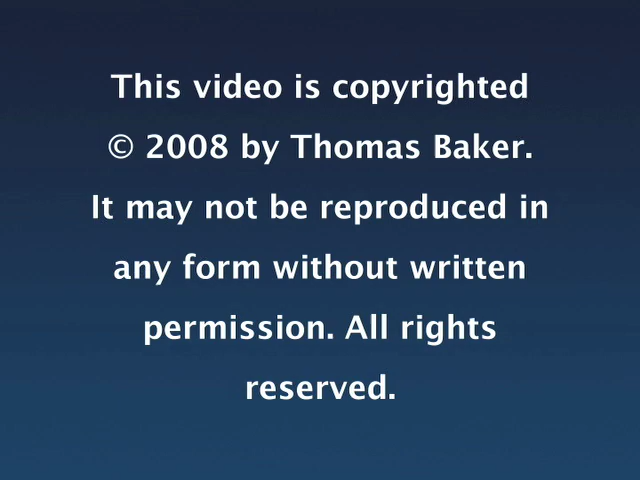 This video is copyrighted
© 2008 by Thomas Baker.
It may not be reproduced in
any form without written
permission. All rights
reserved.